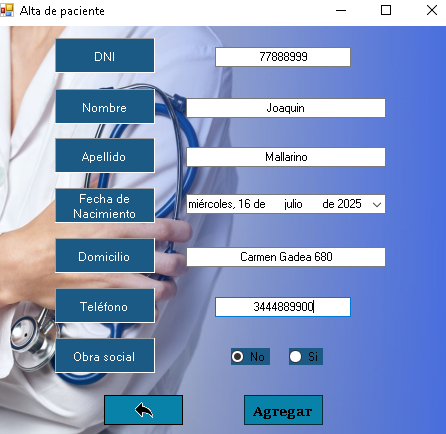 Alta de paciente
DNI
77888999
Nombre
Joaquin
Apellido
Mallarino
Fecha de
Nacimiento
miércoles, 16 de julio de 2025
Domicilio
Carmen Gadea 680
Teléfono
3444889900
Obra social
No
Si
Agregar